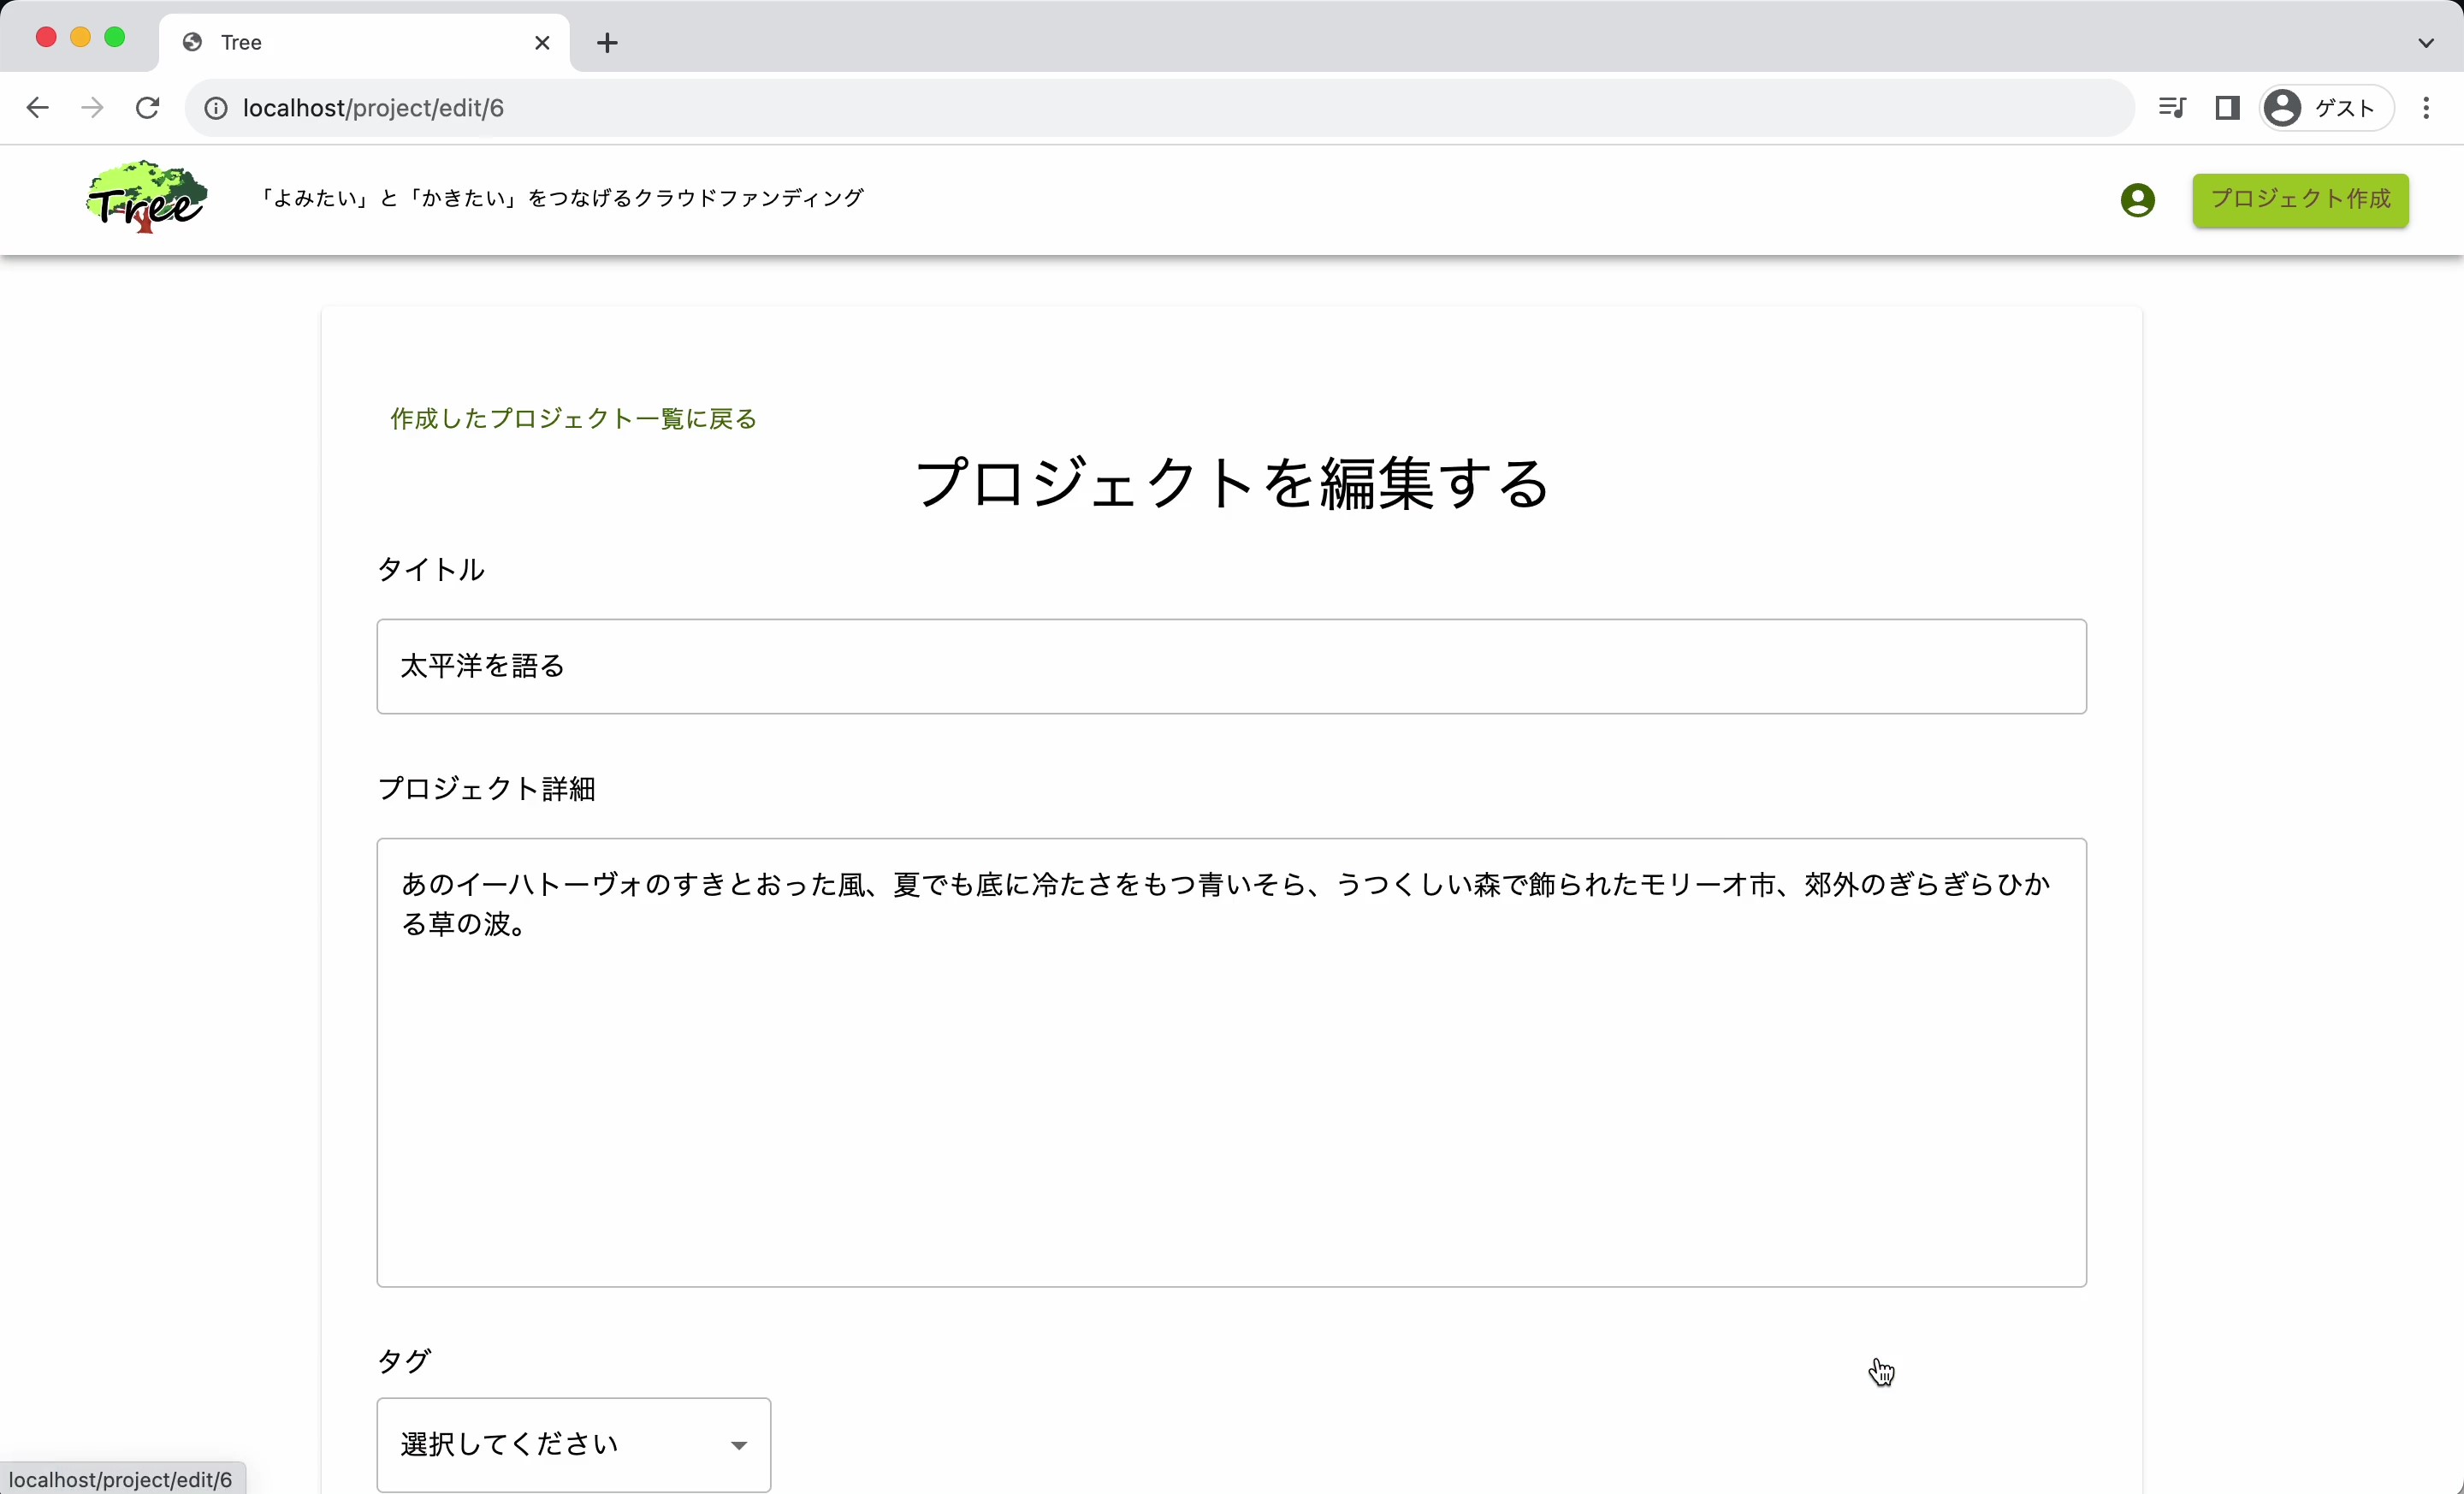 Tree
localhost/project/edit/6
ゲスト
Tree
「よみたい」と「かきたい」をつなげるクラウドファンディング
プロジェクト作成
作成したプロジェクト一覧に戻る
プロジェクトを編集する
タイトル
太平洋を語る
プロジェクト詳細
あのイーハトーヴォのすきとおった風、夏でも底に冷たさをもつ青いそら、うつくしい森で飾られたモリーオ市、郊外のぎらぎらひか
る草の波。
タグ
選択してください
localhost/project/edit/6